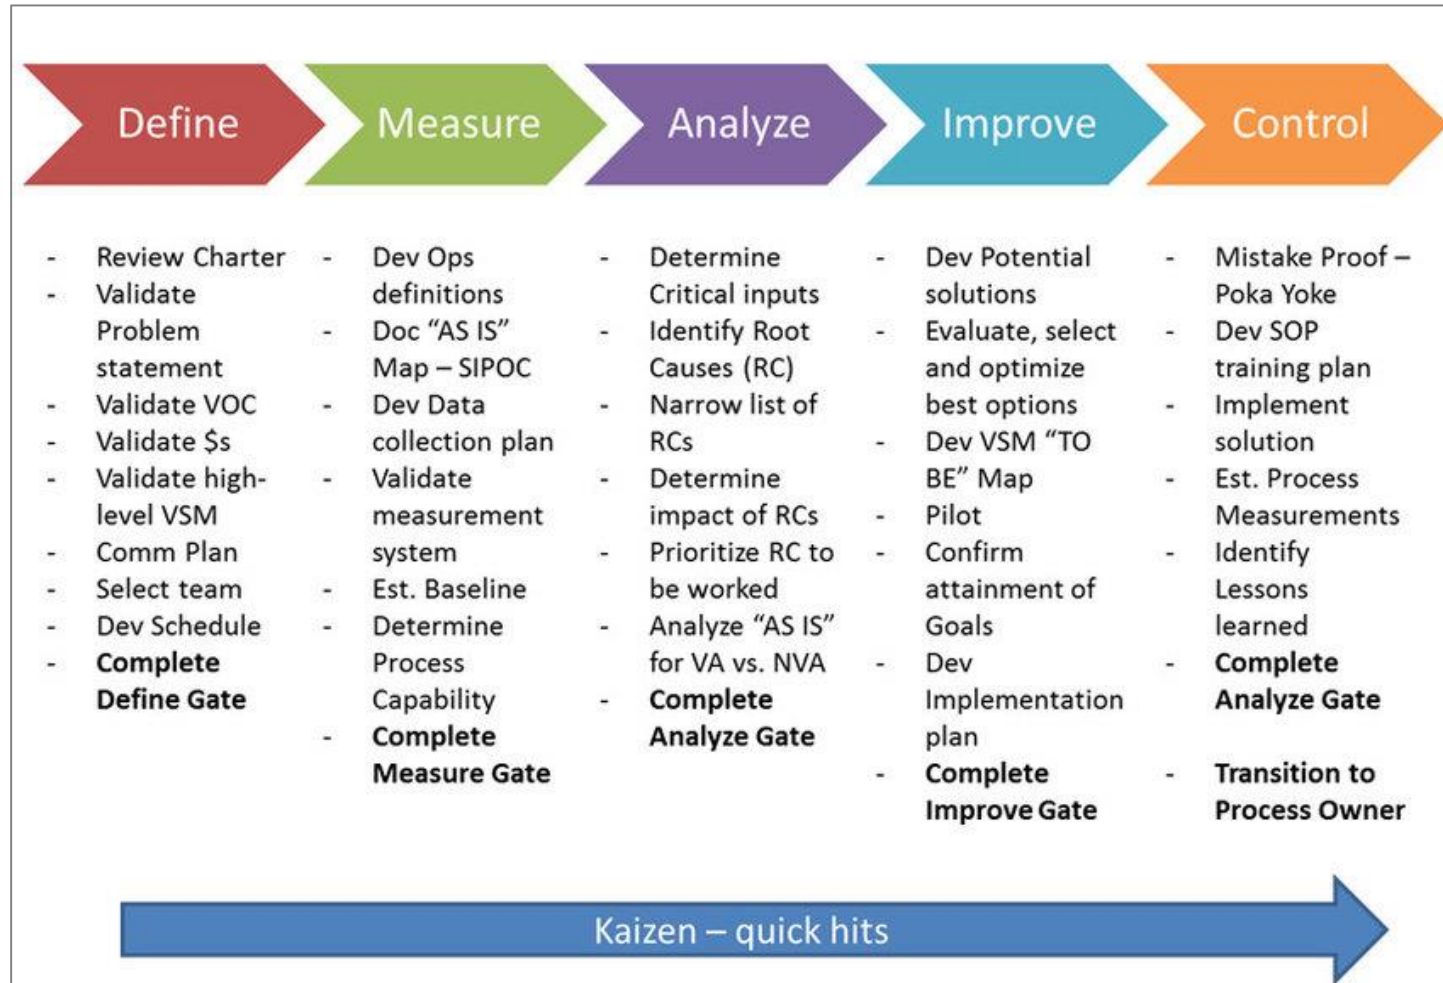 Define
Measure
Analyze
Improve
Control
- Review Charter
- Validate
Problem
statement
- Validate VOC
- Validate $s
- Validate high-
level VSM
- Comm Plan
- Select team
- Dev Schedule
- Complete
Define Gate
- Dev Ops
definitions
- Doc “AS IS”
Map – SIPOC
- Dev Data
collection plan
- Validate
measurement
system
- Est. Baseline
- Determine
Process
Capability
- Complete
Measure Gate
- Determine
Critical inputs
- Identify Root
Causes (RC)
- Narrow list of
RCs
- Determine
impact of RCs
- Prioritize RC to
be worked
- Analyze “AS IS”
for VA vs. NVA
- Complete
Analyze Gate
- Dev Potential
solutions
- Evaluate, select
and optimize
best options
- Dev VSM “TO
BE” Map
- Pilot
- Confirm
attainment of
Goals
- Dev
Implementation
plan
- Complete
Improve Gate
- Mistake Proof –
Poka Yoke
- Dev SOP
training plan
- Implement
solution
- Est. Process
Measurements
- Identify
Lessons
learned
- Complete
Analyze Gate
- Transition to
Process Owner
Kaizen – quick hits